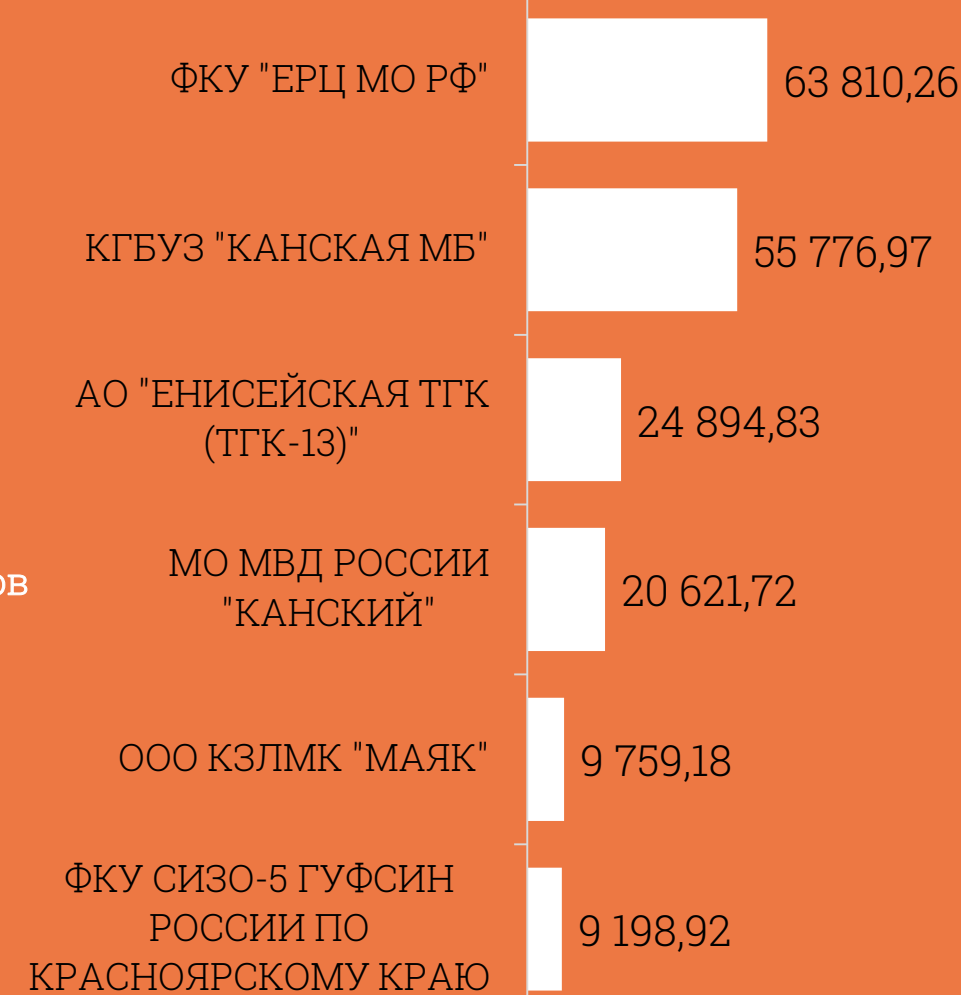 ФКУ "ЕРЦ МО РФ"
63 810,26
КГБУЗ "КАНСКАЯ МБ"
55 776,97
АО "ЕНИСЕЙСКАЯ ТГК
(ТГК-13)"
24 894,83
МО МВД РОССИИ
"КАНСКИЙ"
20 621,72
ООО КЗЛМК "МАЯК"
9 759,18
ФКУ СИЗО-5 ГУФСИН
РОССИИ ПО
КРАСНОЯРСКОМУ КРАЮ
9 198,92